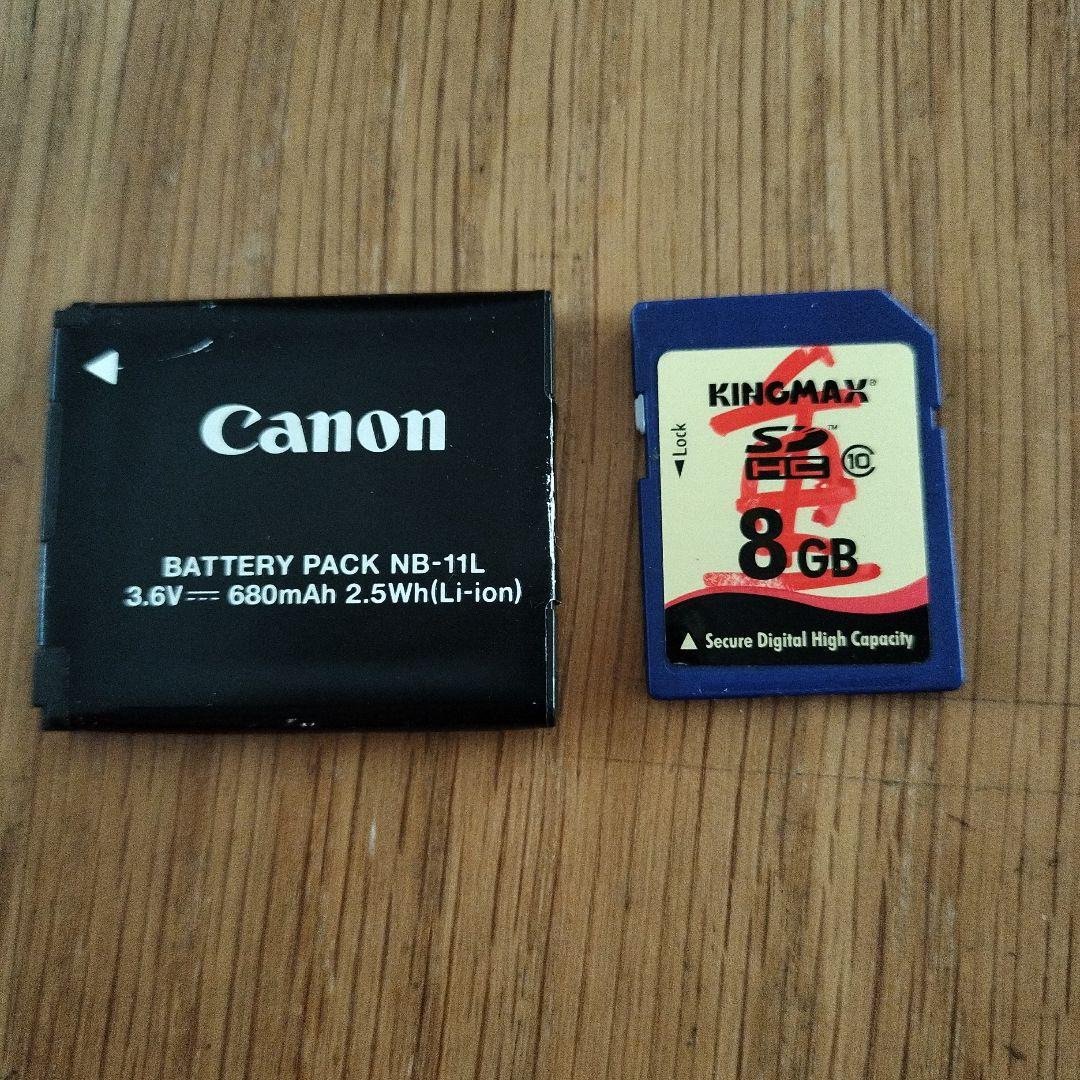 Canon
BATTERY PACK NB-11L
3.6V⎓ 680mAh 2.5Wh(Li-ion)
KINGMAX®
Lock
SD™
HC 10
8GB
Secure Digital High Capacity